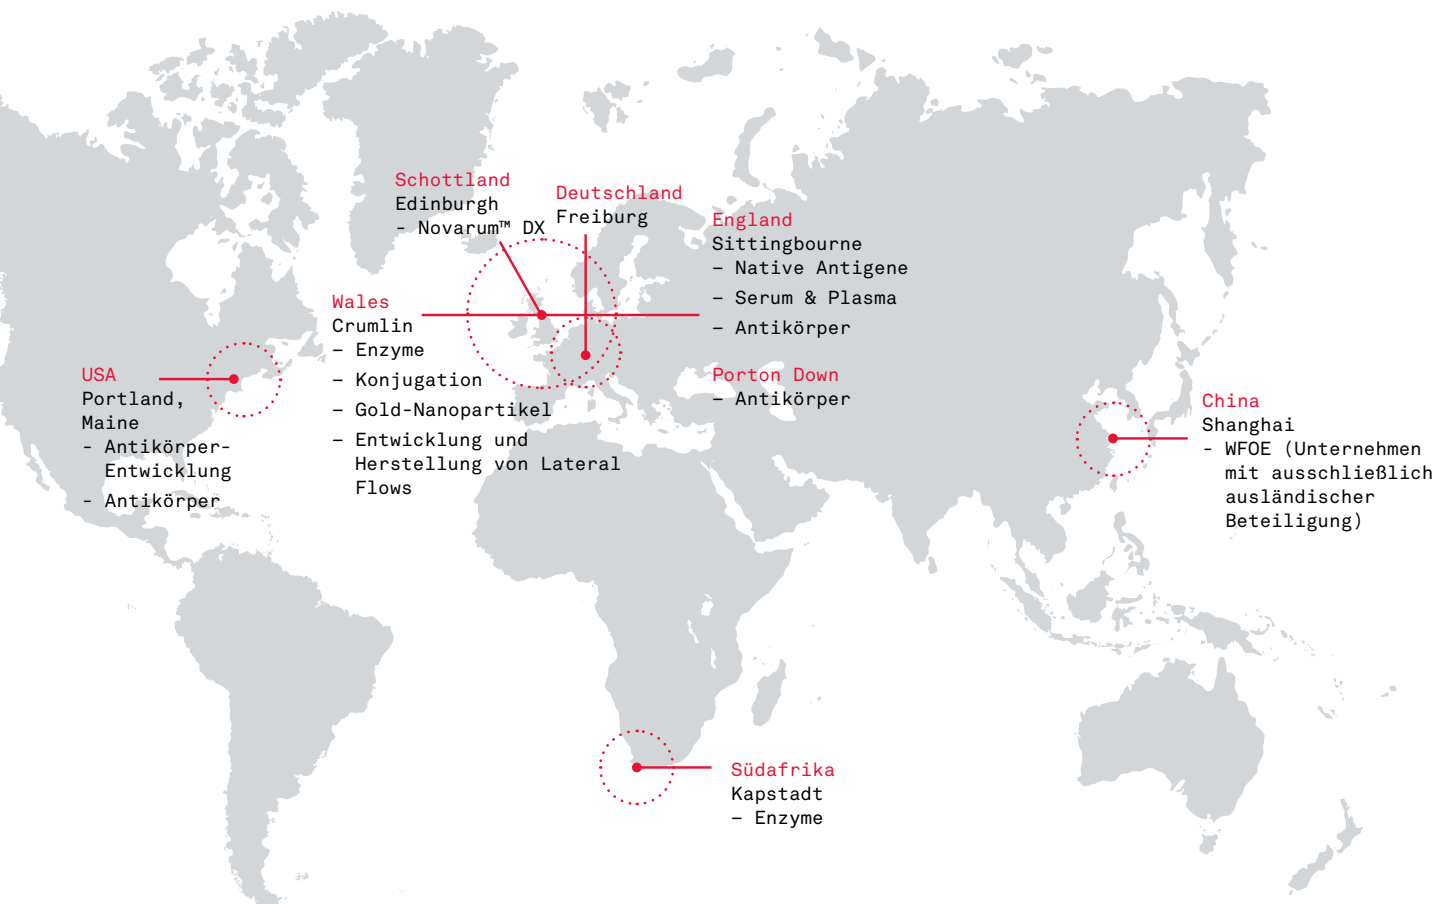 Schottland
Edinburgh
- Novarum™ DX
Deutschland
Freiburg
England
Sittingbourne
– Native Antigene
– Serum & Plasma
– Antikörper
Porton Down
– Antikörper
Wales
Crumlin
– Enzyme
– Konjugation
– Gold-Nanopartikel
– Entwicklung und
Herstellung von Lateral
Flows
USA
Portland,
Maine
- Antikörper-
Entwicklung
- Antikörper
China
Shanghai
- WFOE (Unternehmen
mit ausschließlich
ausländischer
Beteiligung)
Südafrika
Kapstadt
– Enzyme